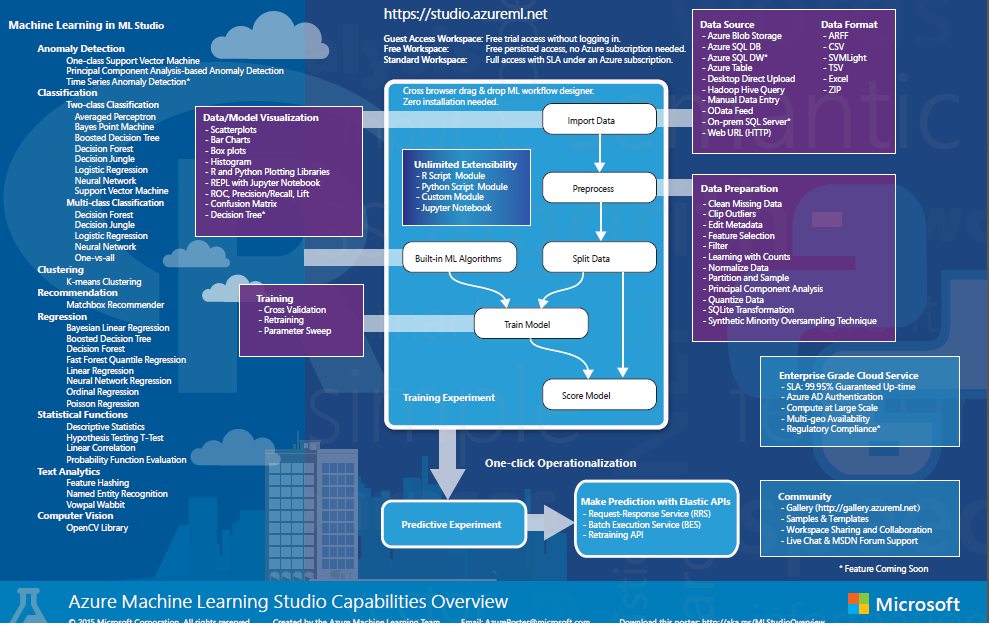 Machine Learning in ML Studio
Anomaly Detection
One-class Support Vector Machine
Principal Component Analysis-based Anomaly Detection
Time Series Anomaly Detection*
Classification
Two-class Classification
Averaged Perceptron
Bayes Point Machine
Boosted Decision Tree
Decision Forest
Decision Jungle
Logistic Regression
Neural Network
Support Vector Machine
Multi-class Classification
Decision Forest
Decision Jungle
Logistic Regression
Neural Network
One-vs-all
Clustering
K-means Clustering
Recommendation
Matchbox Recommender
Regression
Bayesian Linear Regression
Boosted Decision Tree
Decision Forest
Fast Forest Quantile Regression
Linear Regression
Neural Network Regression
Ordinal Regression
Poisson Regression
Statistical Functions
Descriptive Statistics
Hypothesis Testing T-Test
Linear Correlation
Probability Function Evaluation
Text Analytics
Feature Hashing
Named Entity Recognition
Vowpal Wabbit
Computer Vision
OpenCV Library
Data/Model Visualization
- Scatterplots
- Bar Charts
- Box plots
- Histogram
- R and Python Plotting Libraries
- REPL with Jupyter Notebook
- ROC, Precision/Recall, Lift
- Confusion Matrix
- Decision Tree*
Training
- Cross Validation
- Retraining
- Parameter Sweep
https://studio.azureml.net
Guest Access Workspace: Free trial access without logging in.
Free Workspace: Free persisted access, no Azure subscription needed.
Standard Workspace: Full access with SLA under an Azure subscription.
Cross browser drag & drop ML workflow designer.
Zero installation needed.
Import Data
Unlimited Extensibility
- R Script Module
- Python Script Module
- Custom Module
- Jupyter Notebook
Preprocess
Built-in ML Algorithms
Split Data
Train Model
Score Model
Training Experiment
One-click Operationalization
Predictive Experiment
Make Prediction with Elastic APIs
- Request-Response Service (RRS)
- Batch Execution Service (BES)
- Retraining API
Data Source
- Azure Blob Storage
- Azure SQL DB
- Azure SQL DW*
- Azure Table
- Desktop Direct Upload
- Hadoop Hive Query
- Manual Data Entry
- OData Feed
- On-prem SQL Server*
- Web URL (HTTP)
Data Format
- ARFF
- CSV
- SVMLight
- TSV
- Excel
- ZIP
Data Preparation
- Clean Missing Data
- Clip Outliers
- Edit Metadata
- Feature Selection
- Filter
- Learning with Counts
- Normalize Data
- Partition and Sample
- Principal Component Analysis
- Quantize Data
- SQLite Transformation
- Synthetic Minority Oversampling Technique
Enterprise Grade Cloud Service
- SLA: 99.95% Guaranteed Up-time
- Azure AD Authentication
- Compute at Large Scale
- Multi-geo Availability
- Regulatory Compliance*
Community
- Gallery (http://gallery.azureml.net)
- Samples & Templates
- Workspace Sharing and Collaboration
- Live Chat & MSDN Forum Support
* Feature Coming Soon
Azure Machine Learning Studio Capabilities Overview
Microsoft
© 2015 Microsoft Corporation. All rights reserved. Created by the Azure Machine Learning Team Email: AzurePoster@microsoft.com Download this poster: http://aka.ms/MLStudioOverview